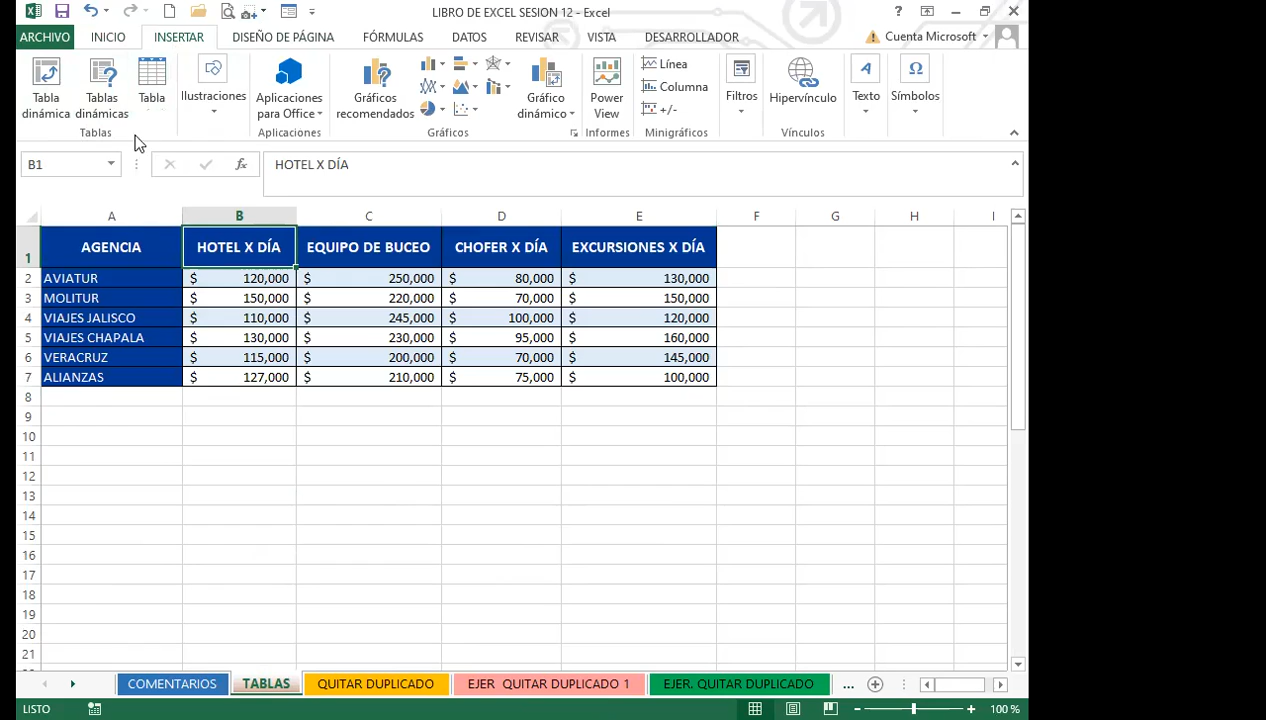 LIBRO DE EXCEL SESION 12 - Excel
ARCHIVO INICIO INSERTAR DISEÑO DE PÁGINA FÓRMULAS DATOS REVISAR VISTA DESARROLLADOR Cuenta Microsoft
Tabla dinámica
Tablas dinámicas
Tabla
Tablas
Ilustraciones
Aplicaciones para Office
Aplicaciones
Gráficos recomendados
Gráfico dinámico
Gráficos
Power View
Informes
Línea
Columna
+/-
Minigráficos
Filtros
Hipervínculo
Vínculos
Texto
Símbolos
B1 fx HOTEL X DÍA
A B C D E F G H I
1 AGENCIA HOTEL X DÍA EQUIPO DE BUCEO CHOFER X DÍA EXCURSIONES X DÍA
2 AVIATUR $ 120,000 $ 250,000 $ 80,000 $ 130,000
3 MOLITUR $ 150,000 $ 220,000 $ 70,000 $ 150,000
4 VIAJES JALISCO $ 110,000 $ 245,000 $ 100,000 $ 120,000
5 VIAJES CHAPALA $ 130,000 $ 230,000 $ 95,000 $ 160,000
6 VERACRUZ $ 115,000 $ 200,000 $ 70,000 $ 145,000
7 ALIANZAS $ 127,000 $ 210,000 $ 75,000 $ 100,000
8
9
10
11
12
13
14
15
16
17
18
19
20
21
COMENTARIOS TABLAS QUITAR DUPLICADO EJER QUITAR DUPLICADO 1 EJER. QUITAR DUPLICADO ...
LISTO 100 %